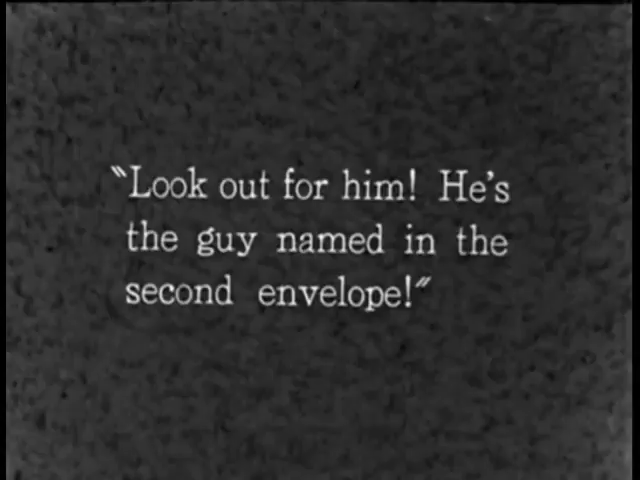 “Look out for him! He's
the guy named in the
second envelope!”